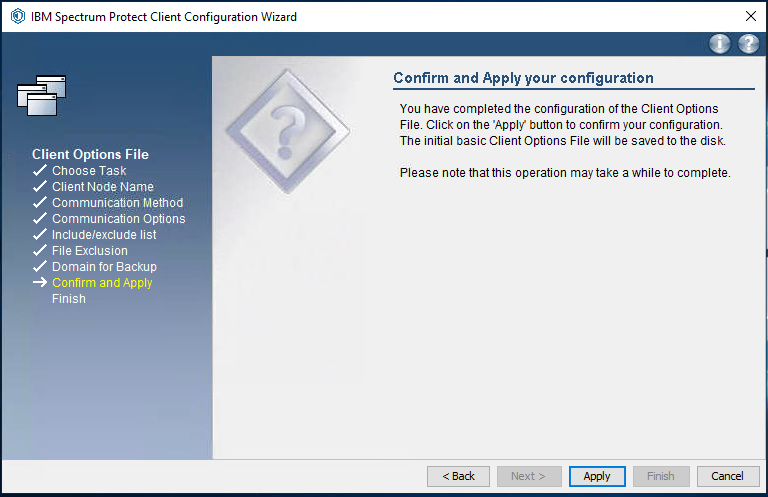 IBM Spectrum Protect Client Configuration Wizard
Confirm and Apply your configuration
You have completed the configuration of the Client Options
File. Click on the 'Apply' button to confirm your configuration.
The initial basic Client Options File will be saved to the disk.
Please note that this operation may take a while to complete.
Client Options File
Choose Task
Client Node Name
Communication Method
Communication Options
Include/exclude list
File Exclusion
Domain for Backup
Confirm and Apply
Finish
< Back
Next >
Apply
Finish
Cancel